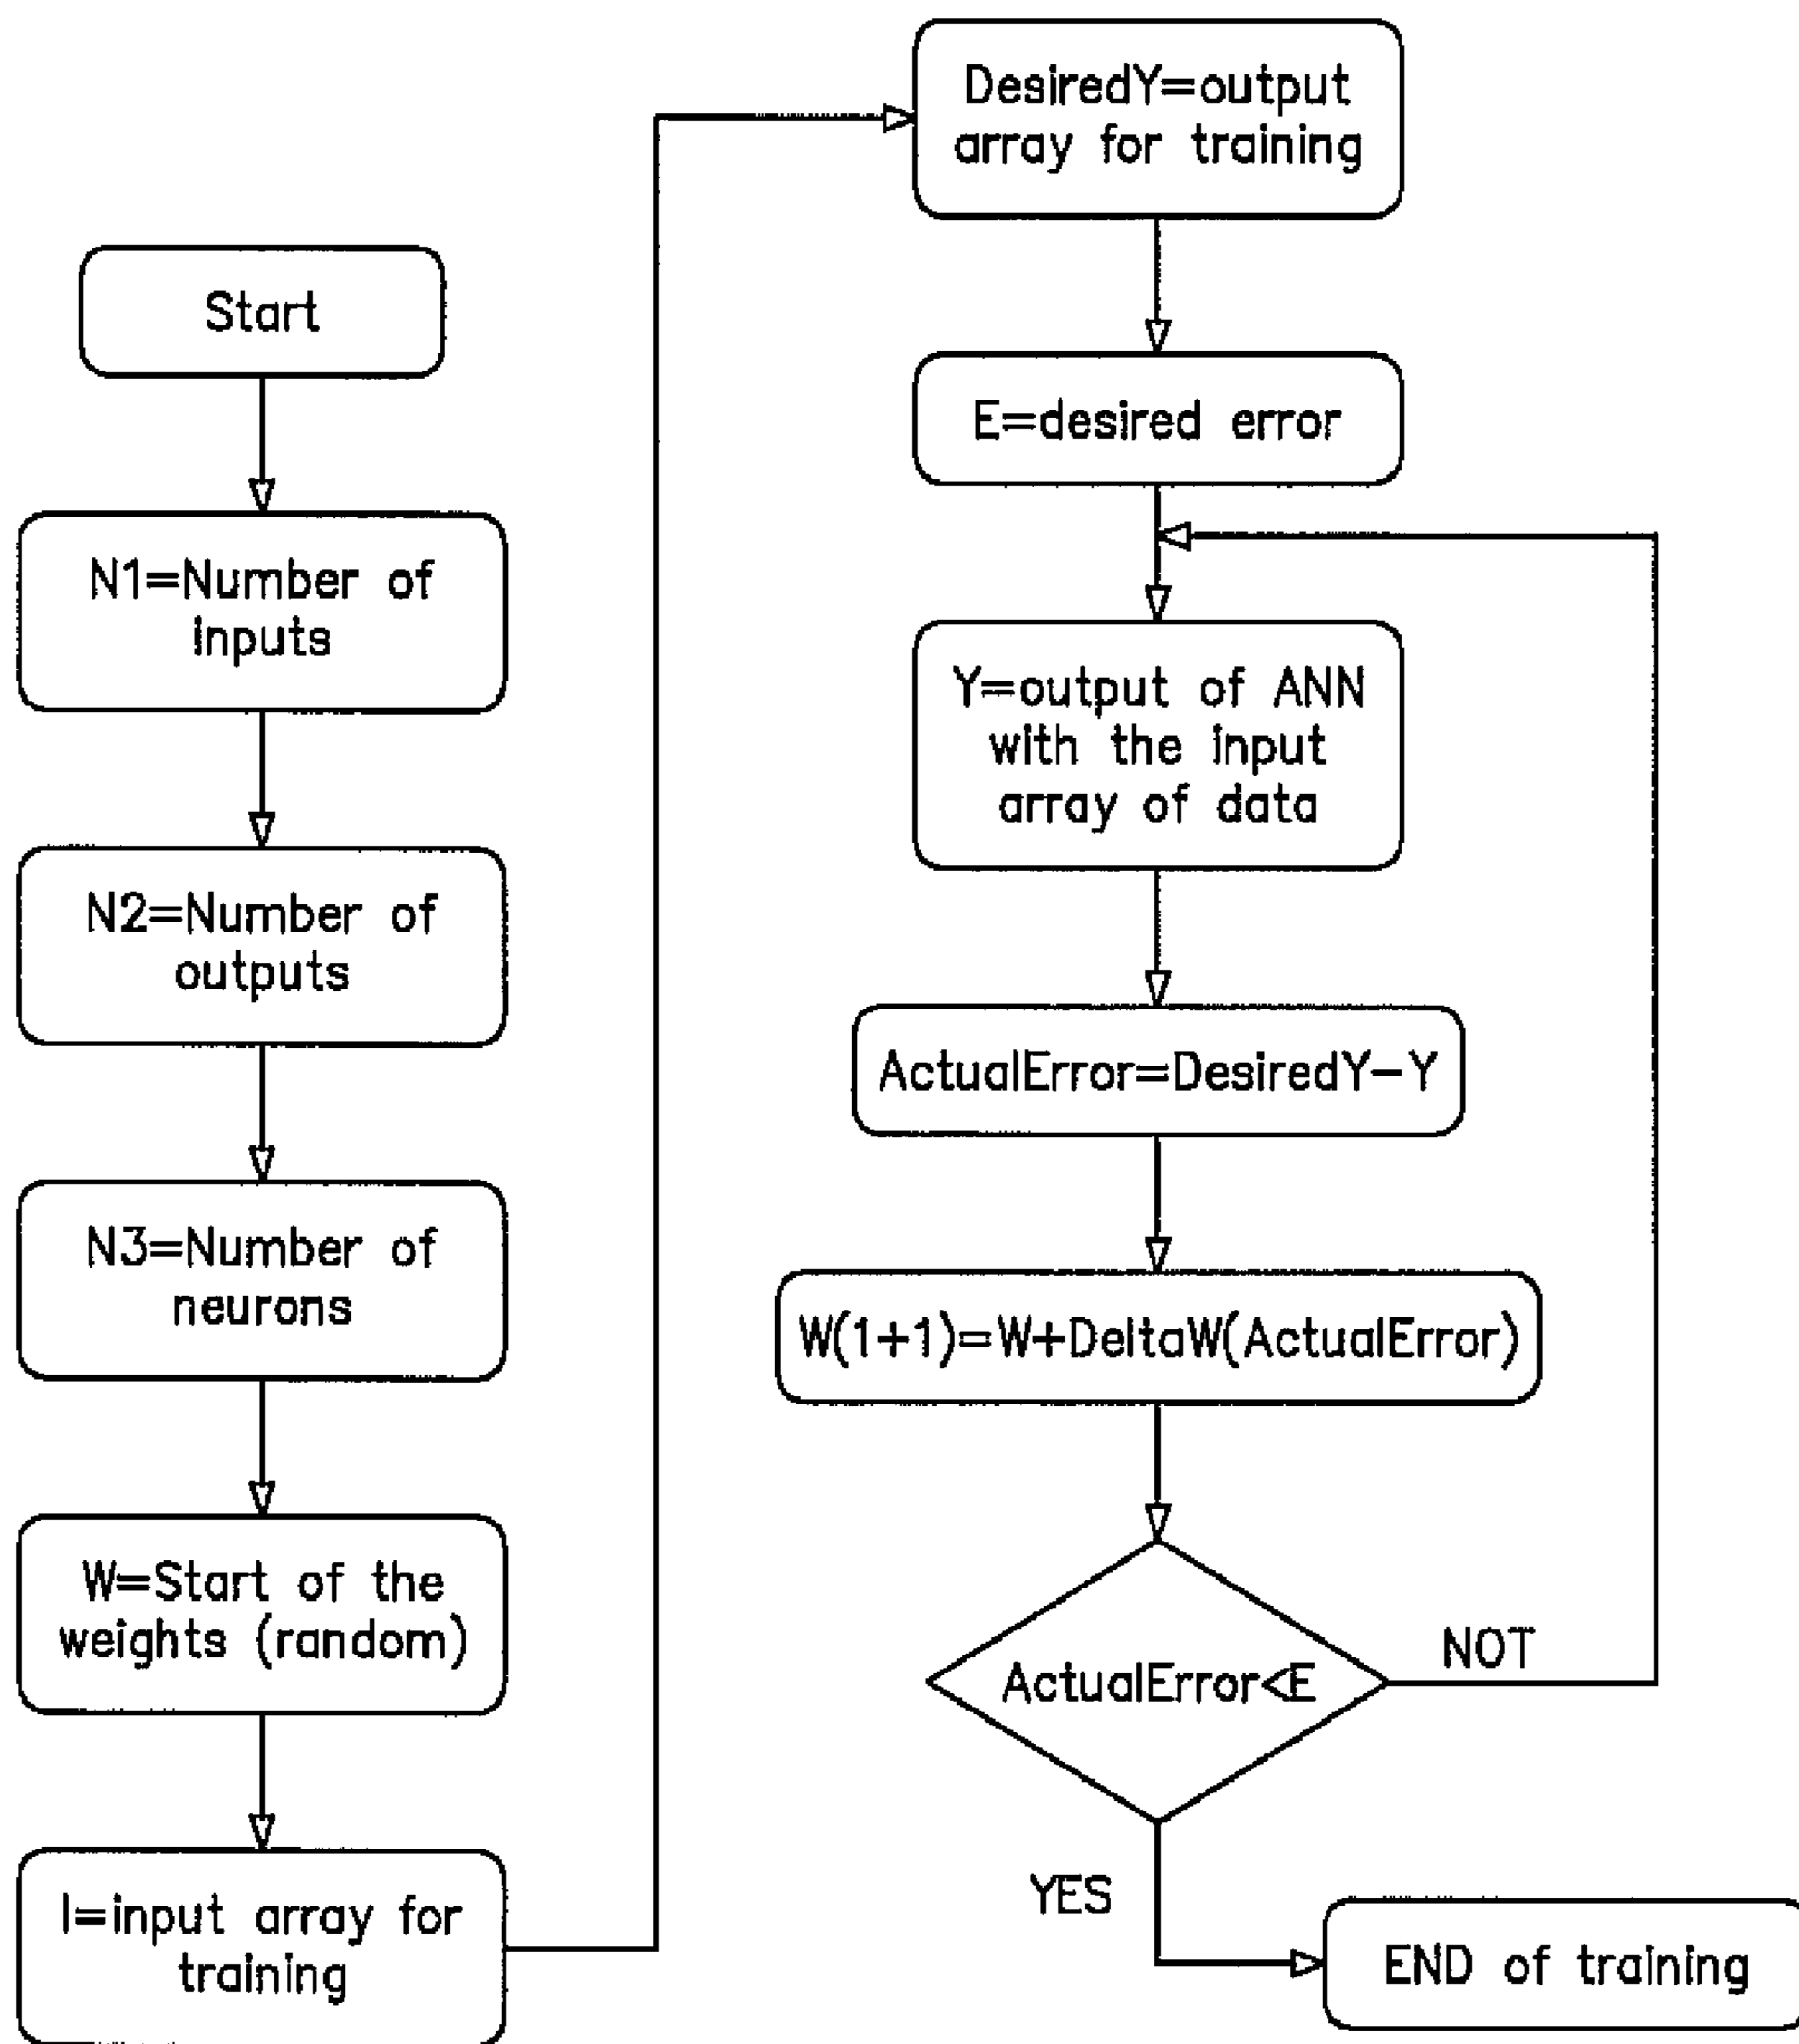 Start
N1=Number of
Inputs
N2=Number of
outputs
N3=Number of
neurons
W=Start of the
weights (random)
I=input array for
training
DesiredY=output
array for training
E=desired error
Y=output of ANN
with the input
array of data
ActualError=DesiredY-Y
W(1+1)=W+DeltaW(ActualError)
ActualError<E
NOT
YES
END of training